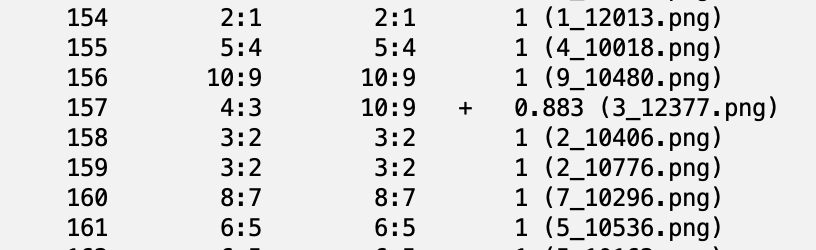 154 2:1 2:1 1 (1_12013.png)
155 5:4 5:4 1 (4_10018.png)
156 10:9 10:9 1 (9_10480.png)
157 4:3 10:9 + 0.883 (3_12377.png)
158 3:2 3:2 1 (2_10406.png)
159 3:2 3:2 1 (2_10776.png)
160 8:7 8:7 1 (7_10296.png)
161 6:5 6:5 1 (5_10536.png)